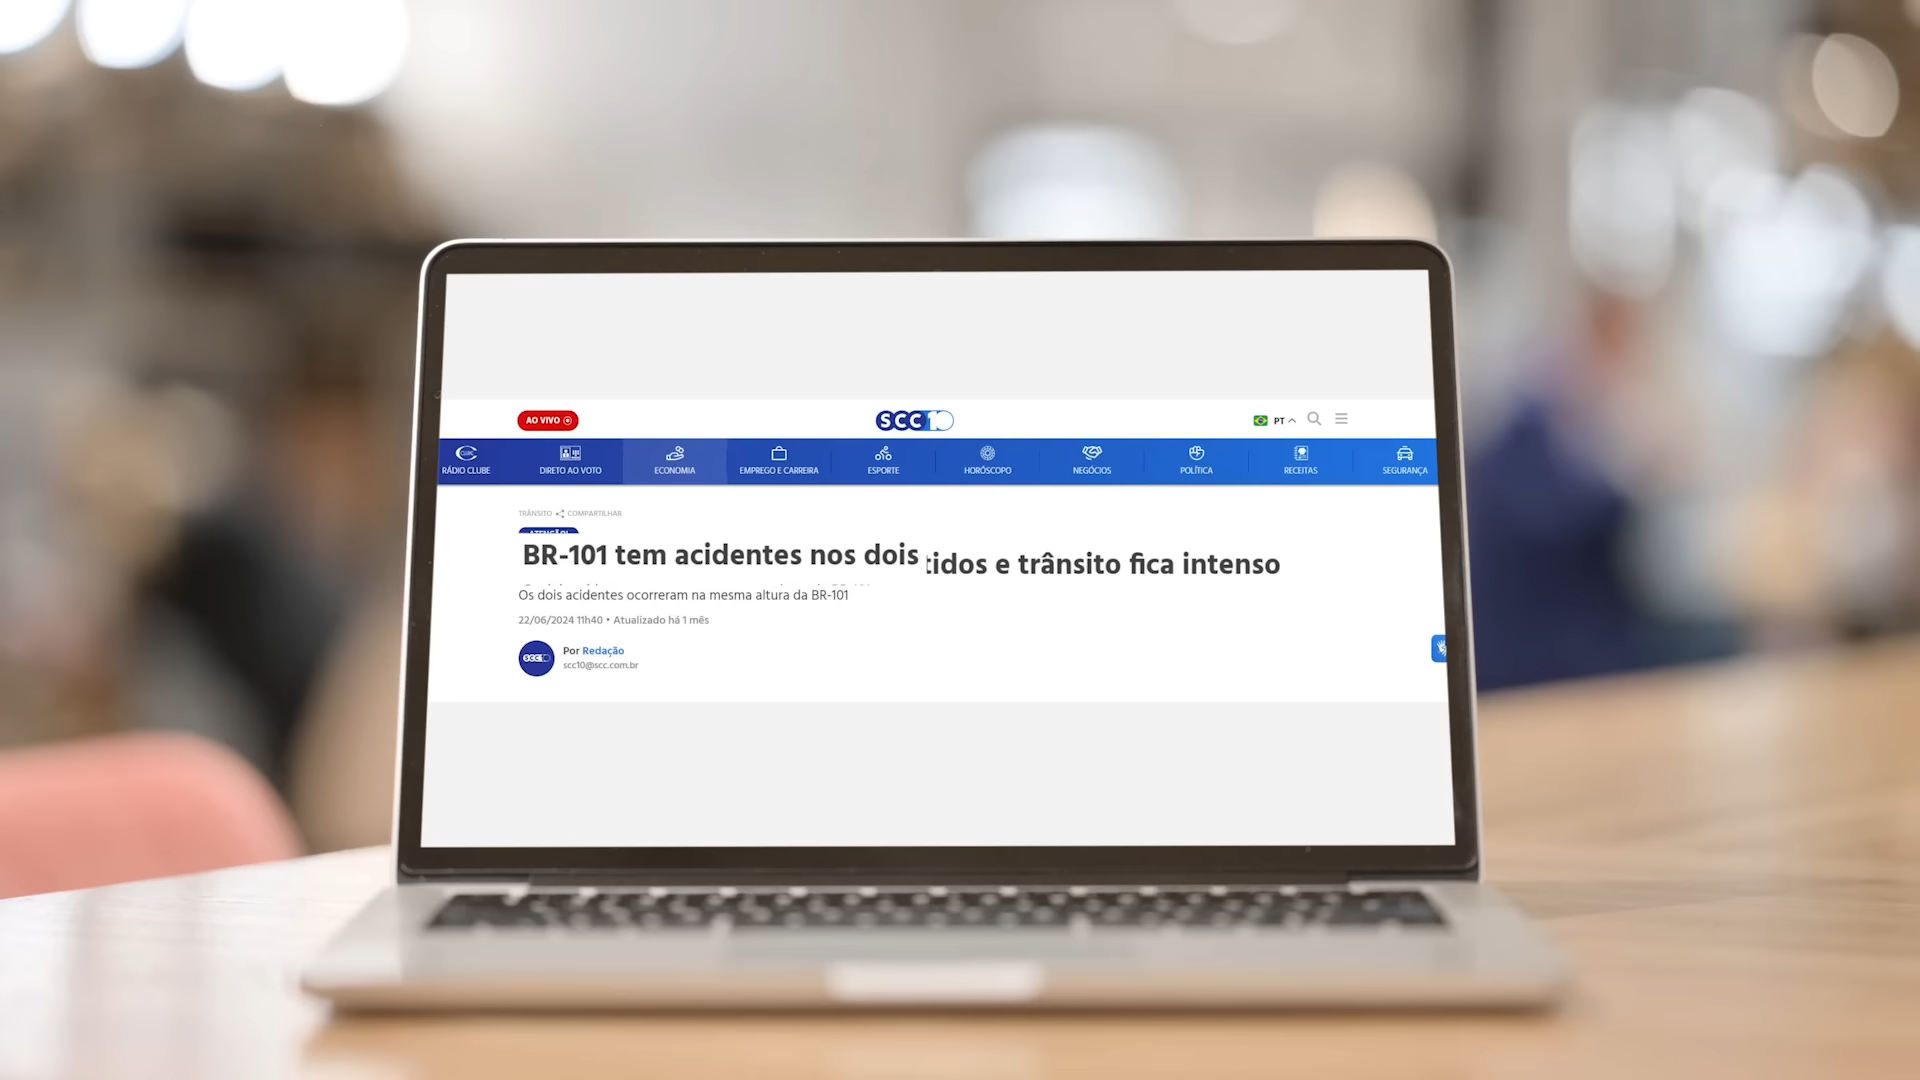 AO VIVO
SCC10
PT
RÁDIO CLUBE
DIRETO AO VOTO
ECONOMIA
EMPREGO E CARREIRA
ESPORTE
HORÓSCOPO
NEGÓCIOS
POLÍTICA
RECEITAS
SEGURANÇA
TRÂNSITO COMPARTILHAR
BR-101 tem acidentes nos dois tidos e trânsito fica intenso
Os dois acidentes ocorreram na mesma altura da BR-101
22/06/2024 11h40 • Atualizado há 1 mês
SCC10
Por Redação
scc10@scc.com.br